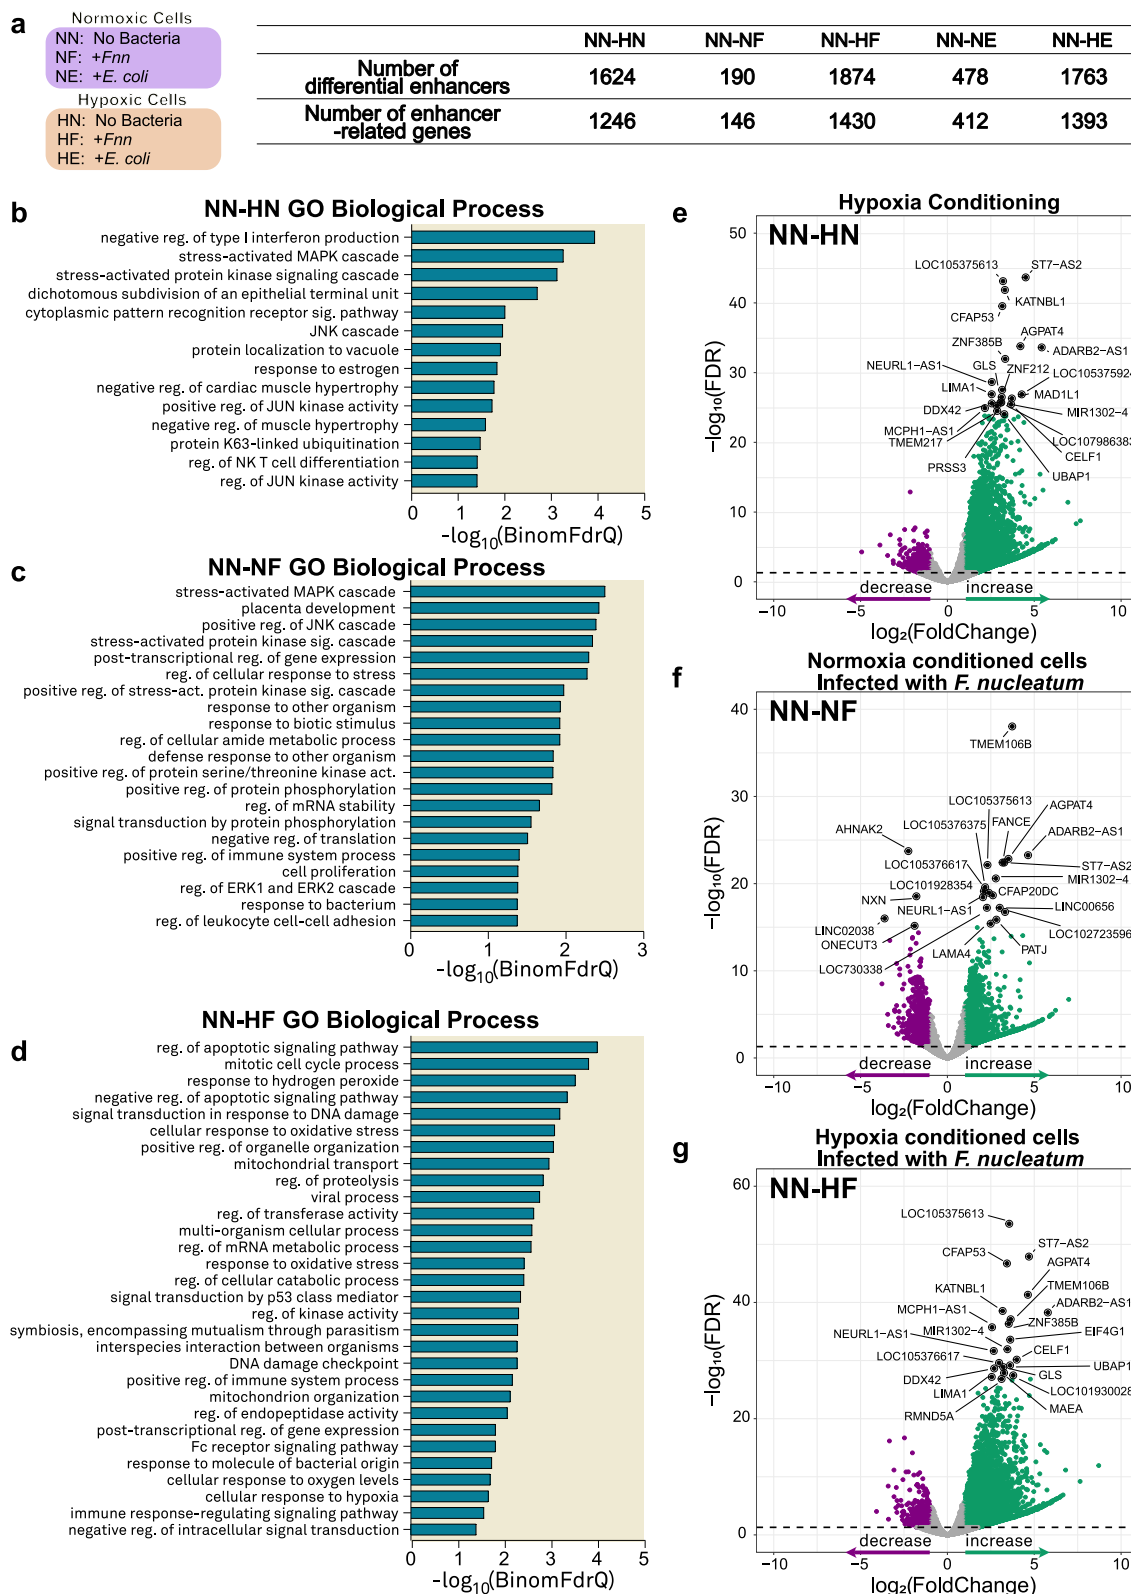 a
Normoxic Cells
NN: No Bacteria
NF: +Fnn
NE: +E. coli
Hypoxic Cells
HN: No Bacteria
HF: +Fnn
HE: +E. coli
NN-HN NN-NF NN-HF NN-NE NN-HE
Number of differential enhancers 1624 190 1874 478 1763
Number of enhancer -related genes 1246 146 1430 412 1393
b
NN-HN GO Biological Process
negative reg. of type I interferon production
stress-activated MAPK cascade
stress-activated protein kinase signaling cascade
dichotomous subdivision of an epithelial terminal unit
cytoplasmic pattern recognition receptor sig. pathway
JNK cascade
protein localization to vacuole
response to estrogen
negative reg. of cardiac muscle hypertrophy
positive reg. of JUN kinase activity
negative reg. of muscle hypertrophy
protein K63-linked ubiquitination
reg. of NK T cell differentiation
reg. of JUN kinase activity
0 1 2 3 4 5
-log10(BinomFdrQ)
c
NN-NF GO Biological Process
stress-activated MAPK cascade
placenta development
positive reg. of JNK cascade
stress-activated protein kinase sig. cascade
post-transcriptional reg. of gene expression
reg. of cellular response to stress
positive reg. of stress-act. protein kinase sig. cascade
response to other organism
response to biotic stimulus
reg. of cellular amide metabolic process
defense response to other organism
positive reg. of protein serine/threonine kinase act.
positive reg. of protein phosphorylation
reg. of mRNA stability
signal transduction by protein phosphorylation
negative reg. of translation
positive reg. of immune system process
cell proliferation
reg. of ERK1 and ERK2 cascade
response to bacterium
reg. of leukocyte cell-cell adhesion
0 1 2 3
-log10(BinomFdrQ)
d
NN-HF GO Biological Process
reg. of apoptotic signaling pathway
mitotic cell cycle process
response to hydrogen peroxide
negative reg. of apoptotic signaling pathway
signal transduction in response to DNA damage
cellular response to oxidative stress
positive reg. of organelle organization
mitochondrial transport
reg. of proteolysis
viral process
reg. of transferase activity
multi-organism cellular process
reg. of mRNA metabolic process
response to oxidative stress
reg. of cellular catabolic process
signal transduction by p53 class mediator
reg. of kinase activity
symbiosis, encompassing mutualism through parasitism
interspecies interaction between organisms
DNA damage checkpoint
positive reg. of immune system process
mitochondrion organization
reg. of endopeptidase activity
post-transcriptional reg. of gene expression
Fc receptor signaling pathway
response to molecule of bacterial origin
cellular response to oxygen levels
cellular response to hypoxia
immune response-regulating signaling pathway
negative reg. of intracellular signal transduction
0 1 2 3 4 5
-log10(BinomFdrQ)
e
Hypoxia Conditioning
NN-HN
50
40
30
20
10
0
-log10(FDR)
LOC105375613
ST7-AS2
KATNBL1
CFAP53
AGPAT4
ZNF385B
ADARB2-AS1
NEURL1-AS1
GLS
ZNF212
LOC105375924
LIMA1
MAD1L1
DDX42
MIR1302-4
MCPH1-AS1
LOC107986383
TMEM217
CELF1
PRSS3
UBAP1
decrease increase
-10 -5 0 5 10
log2(FoldChange)
f
Normoxia conditioned cells
Infected with F. nucleatum
NN-NF
40
30
20
10
0
-log10(FDR)
TMEM106B
LOC105375613
AGPAT4
LOC105376375
FANCE
AHNAK2
ADARB2-AS1
LOC105376617
ST7-AS2
MIR1302-4
LOC101928354
CFAP20DC
NXN
NEURL1-AS1
LINC00656
LINC02038
LOC102723596
ONECUT3
LAMA4
PATJ
LOC730338
decrease increase
-10 -5 0 5 10
log2(FoldChange)
g
Hypoxia conditioned cells
Infected with F. nucleatum
NN-HF
60
40
20
0
-log10(FDR)
LOC105375613
ST7-AS2
CFAP53
AGPAT4
KATNBL1
TMEM106B
MCPH1-AS1
ADARB2-AS1
ZNF385B
MIR1302-4
EIF4G1
NEURL1-AS1
CELF1
LOC105376617
UBAP1
DDX42
GLS
LIMA1
LOC101930028
RMND5A
MAEA
decrease increase
-10 -5 0 5 10
log2(FoldChange)